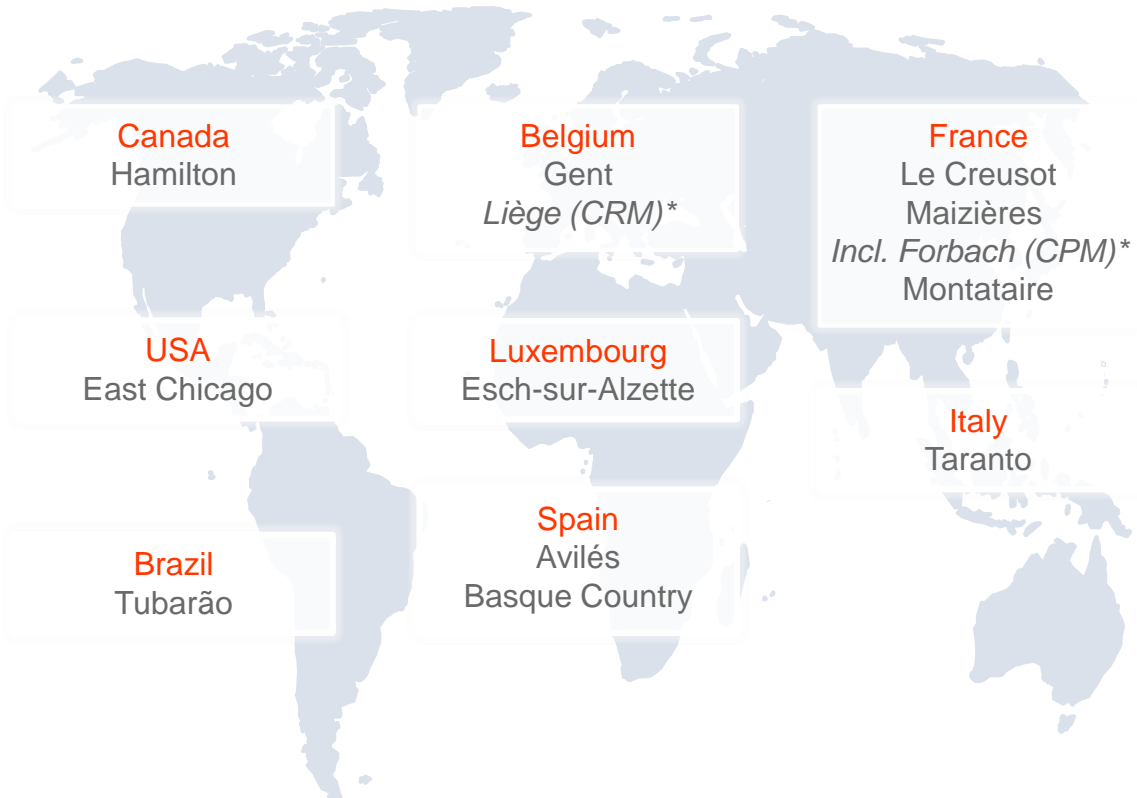 Canada
Hamilton
Belgium
Gent
Liège (CRM)*
France
Le Creusot
Maizières
Incl. Forbach (CPM)*
Montataire
USA
East Chicago
Luxembourg
Esch-sur-Alzette
Italy
Taranto
Brazil
Tubarão
Spain
Avilés
Basque Country